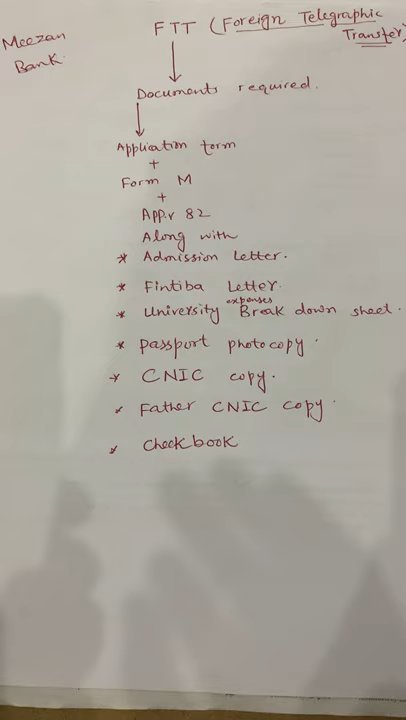 Meezan
Bank.
FTT (Foreign Telegraphic
Transfer)
Documents required.
Application form
+
Form M
+
App.v 82
Along with
* Admission Letter.
* Fintiba Letter.
expenses
* University Break down sheet.
* Passport photocopy.
* CNIC copy.
* Father CNIC copy.
* Checkbook